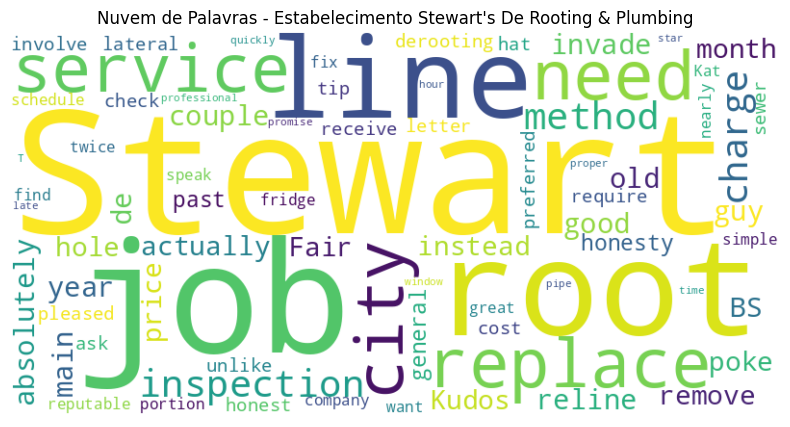 Nuvem de Palavras - Estabelecimento Stewart's De Rooting & Plumbing
involve lateral quickly line derooting hat star
service fix need invade month
schedule check professional tip Kat
couple promise receive hour letter method nearly sewer charge
T twice Stewart preferred proper old
find speak require
late de past fridge good guy
hole actually Fair instead honesty simple
absolutely year job city root
pleased price window pipe time
main ask general great cost BS
unlike replace poke
inspection
reputable portion honest company want Kudos reline remove